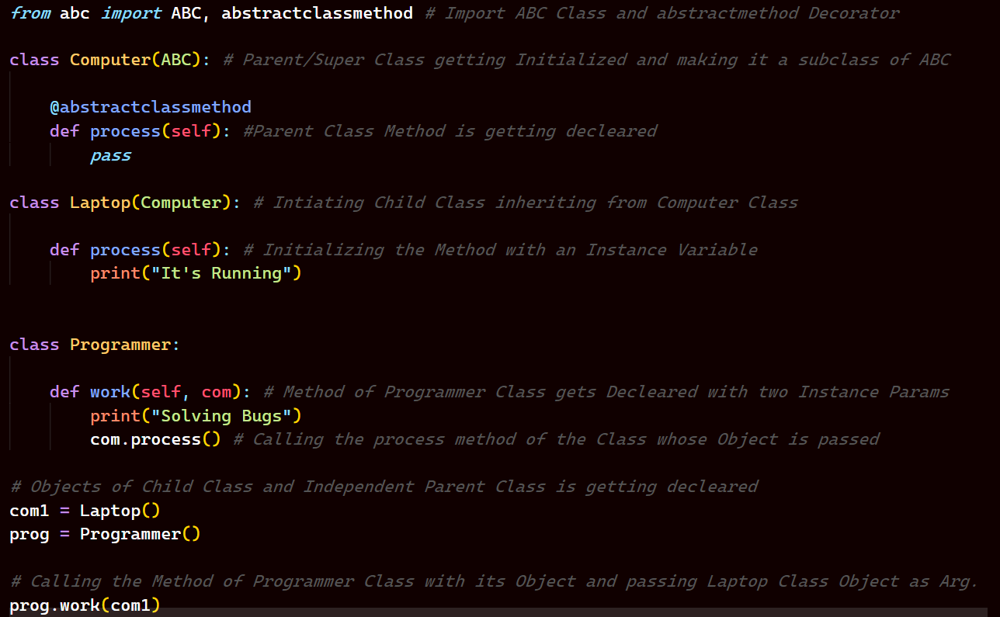 from abc import ABC, abstractclassmethod # Import ABC Class and abstractmethod Decorator
class Computer(ABC): # Parent/Super Class getting Initialized and making it a subclass of ABC
@abstractclassmethod
def process(self): #Parent Class Method is getting decleared
pass
class Laptop(Computer): # Intiating Child Class inheriting from Computer Class
def process(self): # Initializing the Method with an Instance Variable
print("It's Running")
class Programmer:
def work(self, com): # Method of Programmer Class gets Decleared with two Instance Params
print("Solving Bugs")
com.process() # Calling the process method of the Class whose Object is passed
# Objects of Child Class and Independent Parent Class is getting decleared
com1 = Laptop()
prog = Programmer()
# Calling the Method of Programmer Class with its Object and passing Laptop Class Object as Arg.
prog.work(com1)